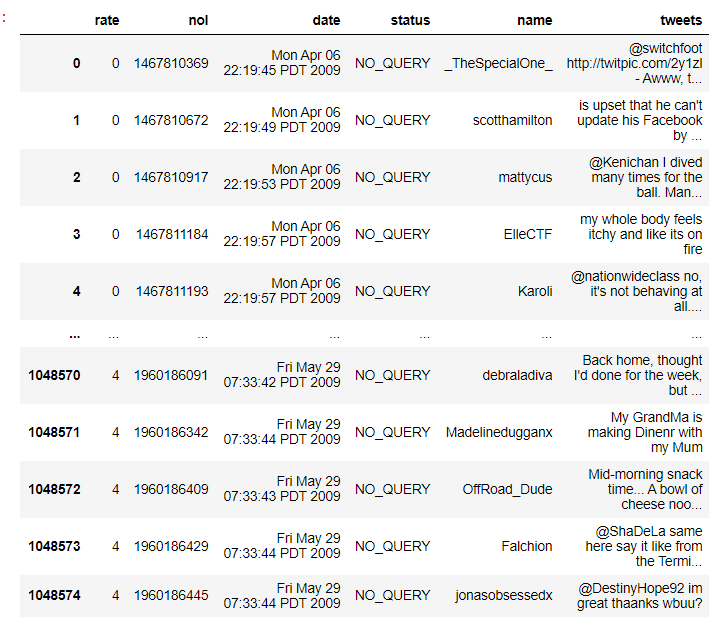 :
rate nol date status name tweets
0 0 1467810369 Mon Apr 06 22:19:45 PDT 2009 NO_QUERY _TheSpecialOne_ @switchfoot http://twitpic.com/2y1zl - Awww, t...
1 0 1467810672 Mon Apr 06 22:19:49 PDT 2009 NO_QUERY scotthamilton is upset that he can't update his Facebook by ...
2 0 1467810917 Mon Apr 06 22:19:53 PDT 2009 NO_QUERY mattycus @Kenichan I dived many times for the ball. Man...
3 0 1467811184 Mon Apr 06 22:19:57 PDT 2009 NO_QUERY ElleCTF my whole body feels itchy and like its on fire
4 0 1467811193 Mon Apr 06 22:19:57 PDT 2009 NO_QUERY Karoli @nationwideclass no, it's not behaving at all....
... ... ... ... ... ... ...
1048570 4 1960186091 Fri May 29 07:33:42 PDT 2009 NO_QUERY debraladiva Back home, thought I'd done for the week, but ...
1048571 4 1960186342 Fri May 29 07:33:44 PDT 2009 NO_QUERY Madelinedugganx My GrandMa is making Dinenr with my Mum
1048572 4 1960186409 Fri May 29 07:33:43 PDT 2009 NO_QUERY OffRoad_Dude Mid-morning snack time... A bowl of cheese noo...
1048573 4 1960186429 Fri May 29 07:33:44 PDT 2009 NO_QUERY Falchion @ShaDeLa same here say it like from the Termi...
1048574 4 1960186445 Fri May 29 07:33:44 PDT 2009 NO_QUERY jonasobsessedx @DestinyHope92 im great thaanks wbuu?